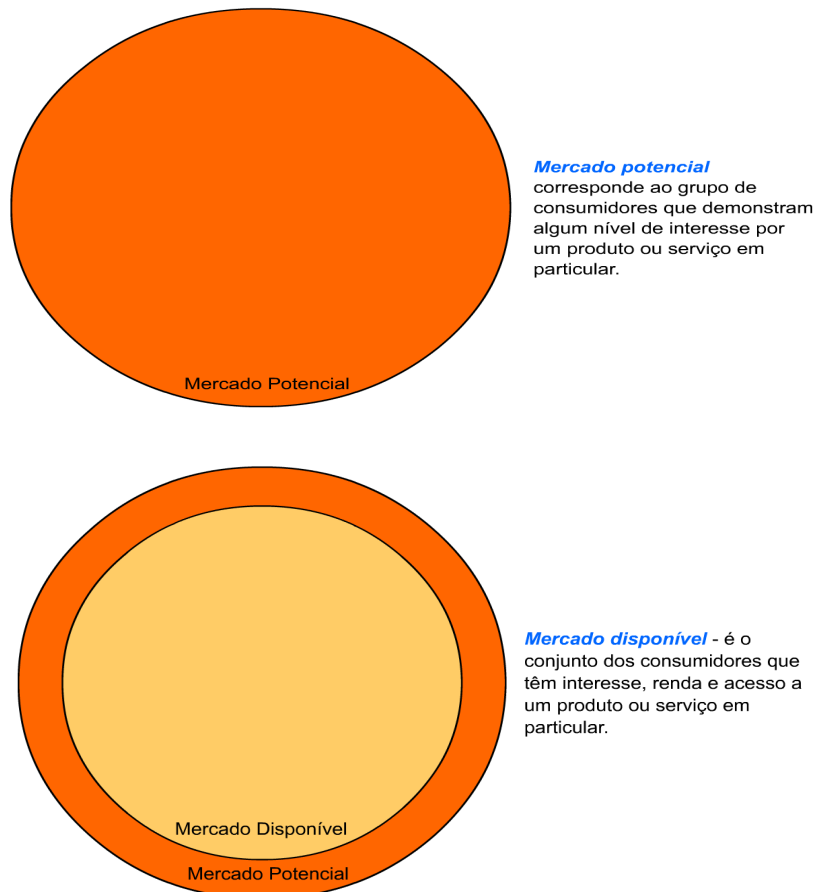 Mercado potencial
corresponde ao grupo de
consumidores que demonstram
algum nível de interesse por
um produto ou serviço em
particular.
Mercado Potencial
Mercado disponível - é o
conjunto dos consumidores que
têm interesse, renda e acesso a
um produto ou serviço em
particular.
Mercado Disponível
Mercado Potencial